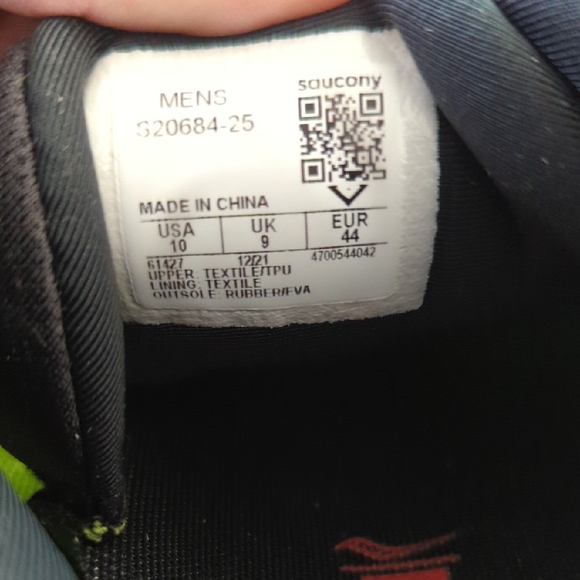 saucony
MENS
S20684-25
MADE IN CHINA
USA UK EUR
10 9 44
61427 12/21 4700544042
UPPER: TEXTILE/TPU
LINING: TEXTILE
OUTSOLE: RUBBER/EVA